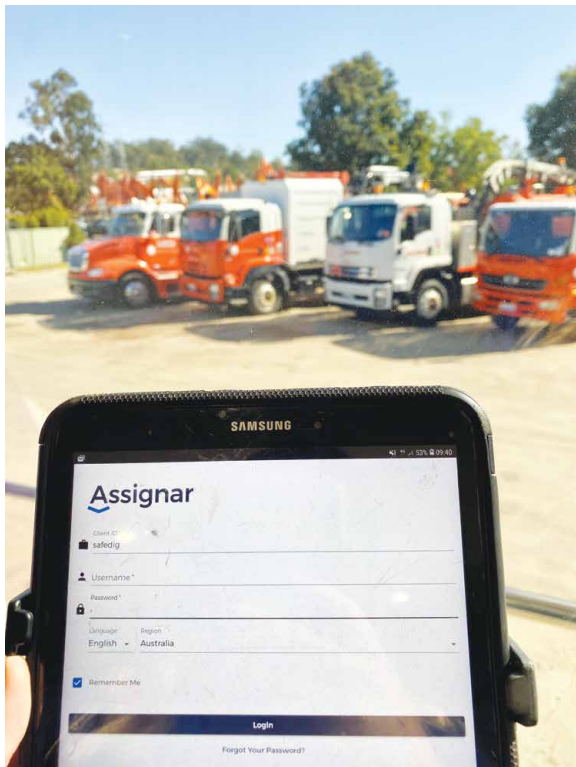 SAMSUNG
53% 09:40
Assignar
Client ID *
safedig
Username *
Password *
Language Region
English Australia
Remember Me
Login
Forgot Your Password?